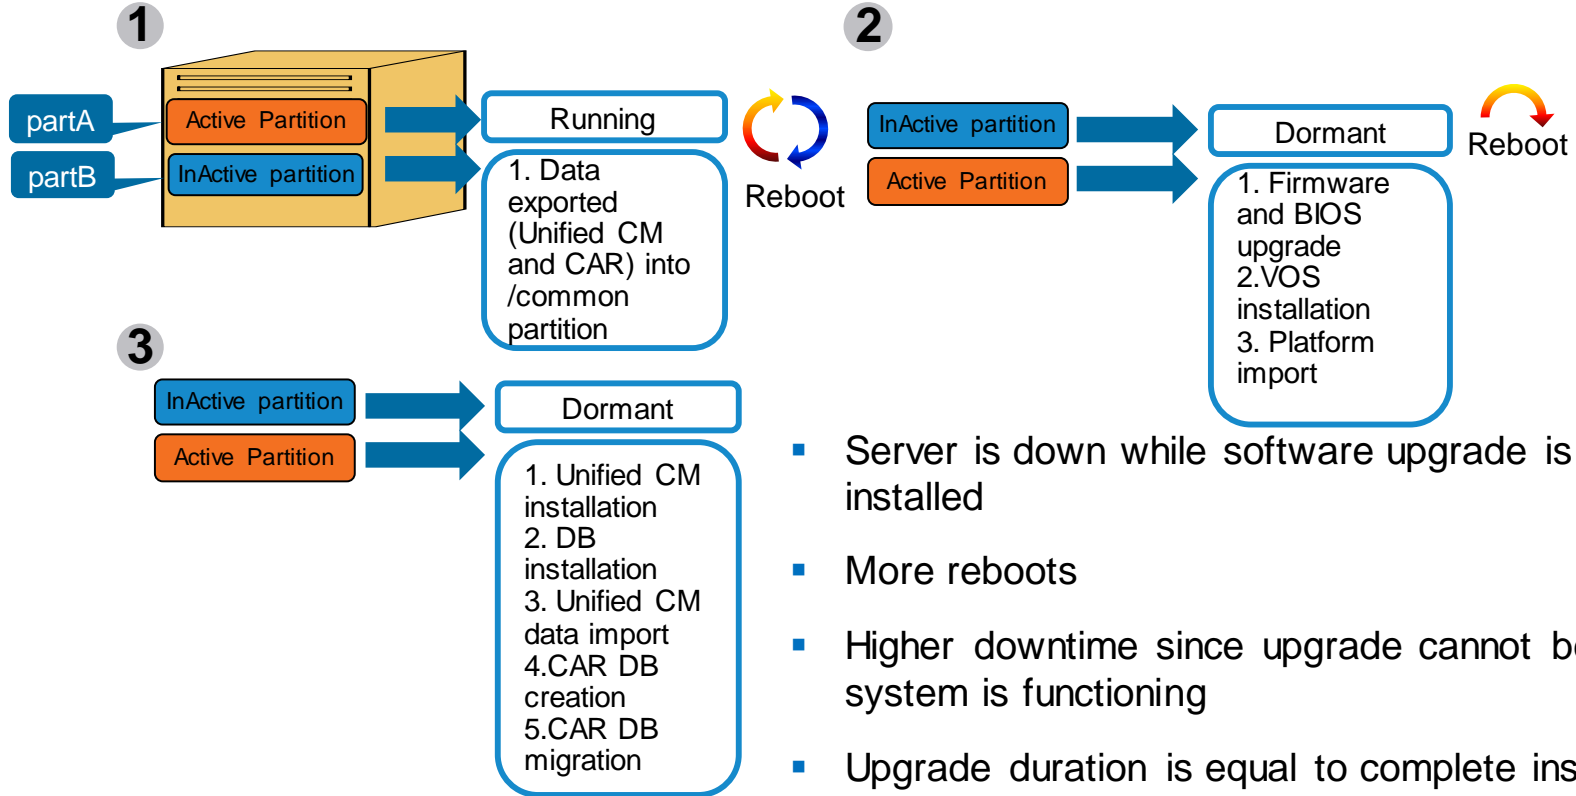 1
partA
Active Partition
Running
partB
InActive partition
1. Data
exported
(Unified CM
and CAR) into
/common
partition
Reboot
2
InActive partition
Dormant
Reboot
Active Partition
1. Firmware
and BIOS
upgrade
2.VOS
installation
3. Platform
import
3
InActive partition
Dormant
Active Partition
1. Unified CM
installation
2. DB
installation
3. Unified CM
data import
4.CAR DB
creation
5.CAR DB
migration
▪ Server is down while software upgrade is
installed
▪ More reboots
▪ Higher downtime since upgrade cannot
system is functioning
▪ Upgrade duration is equal to complete